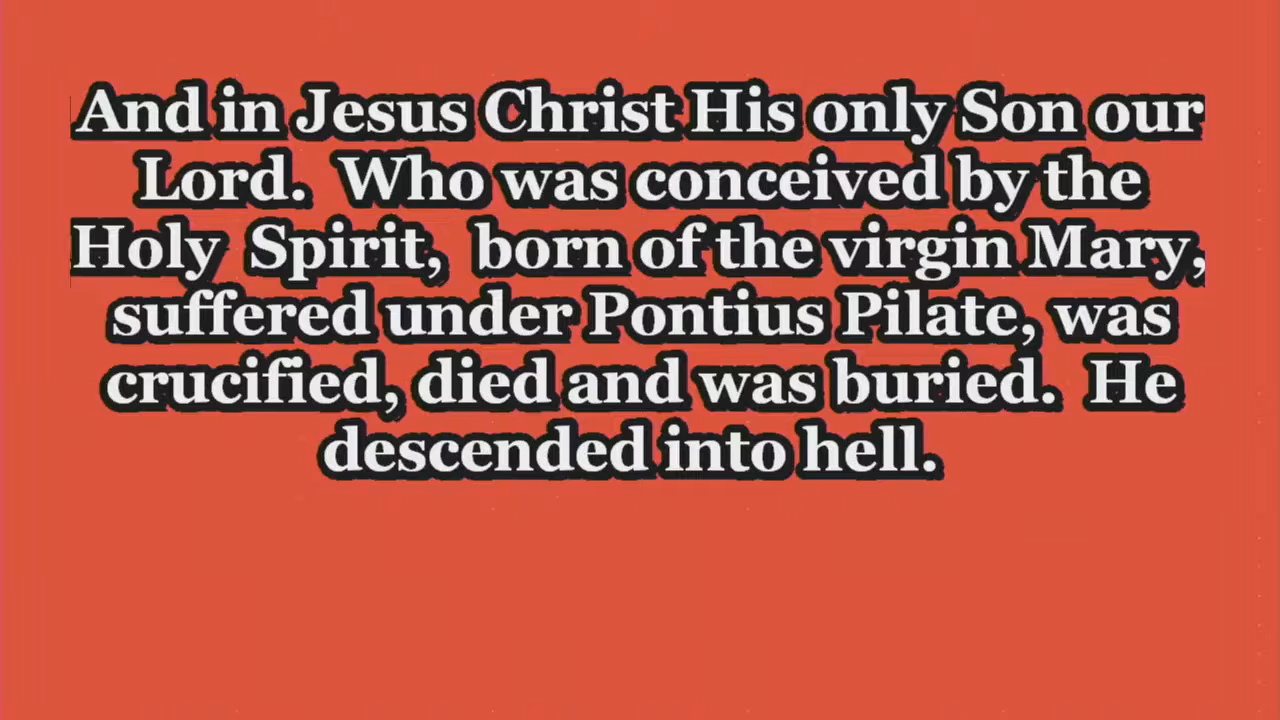 And in Jesus Christ His only Son our
Lord.  Who was conceived by the
Holy  Spirit,  born of the virgin Mary,
suffered under Pontius Pilate, was
crucified, died and was buried.  He
descended into hell.